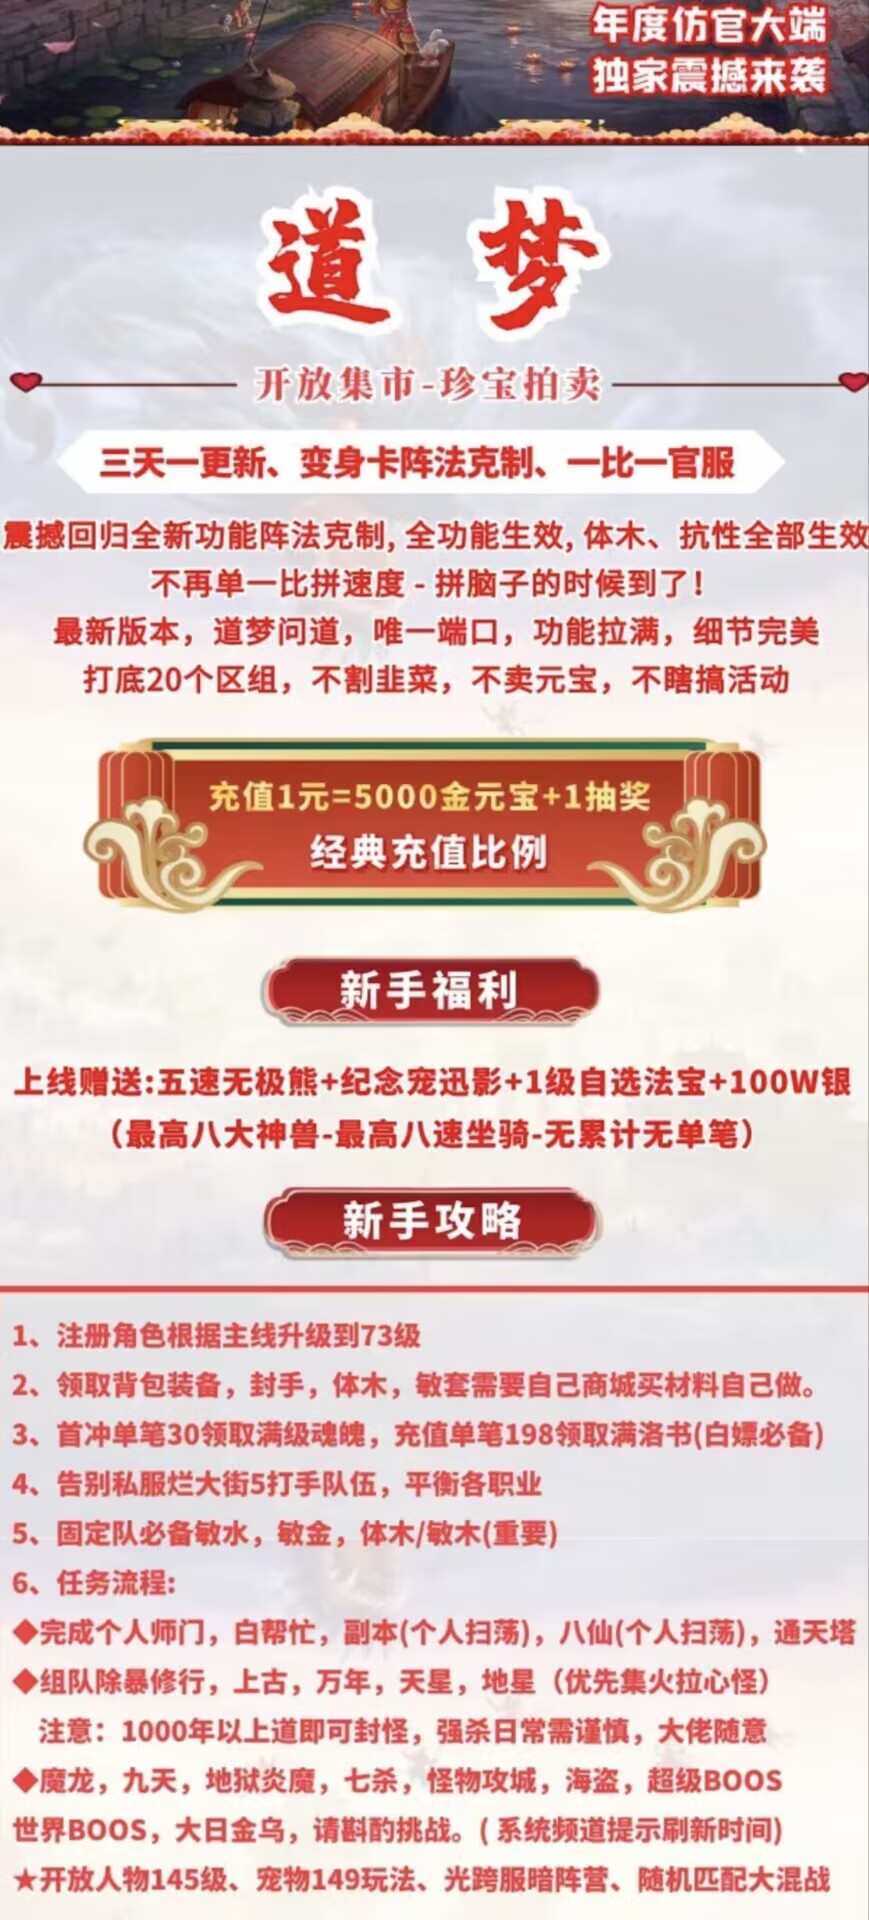 年度仿官大端
独家震撼来袭
道 梦
开放集市-珍宝拍卖
三天一更新、变身卡阵法克制、一比一官服
震撼回归全新功能阵法克制, 全功能生效, 体木、抗性全部生效
不再单一比拼速度 - 拼脑子的时候到了！
最新版本，道梦问道，唯一端口，功能拉满，细节完美
打底20个区组，不割韭菜，不卖元宝，不瞎搞活动
充值1元=5000金元宝+1抽奖
经典充值比例
新手福利
上线赠送:五速无极熊+纪念宠迅影+1级自选法宝+100W银
（最高八大神兽-最高八速坐骑-无累计无单笔）
新手攻略
1、注册角色根据主线升级到73级
2、领取背包装备，封手，体木，敏套需要自己商城买材料自己做。
3、首冲单笔30领取满级魂魄，充值单笔198领取满洛书(白嫖必备)
4、告别私服烂大街5打手队伍，平衡各职业
5、固定队必备敏水，敏金，体木/敏木(重要)
6、任务流程:
◆完成个人师门，白帮忙，副本(个人扫荡)，八仙(个人扫荡)，通天塔
◆组队除暴修行，上古，万年，天星，地星（优先集火拉心怪）
注意：1000年以上道即可封怪，强杀日常需谨慎，大佬随意
◆魔龙，九天，地狱炎魔，七杀，怪物攻城，海盗，超级BOOS
世界BOOS，大日金乌，请斟酌挑战。( 系统频道提示刷新时间)
★开放人物145级、宠物149玩法、光跨服暗阵营、随机匹配大混战